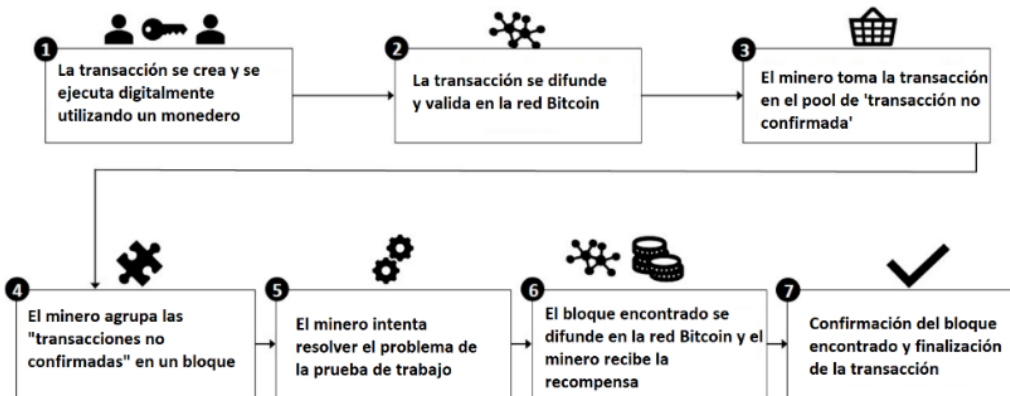 1
La transacción se crea y se
ejecuta digitalmente
utilizando un monedero
2
La transacción se difunde
y valida en la red Bitcoin
3
El minero toma la transacción
en el pool de 'transacción no
confirmada'
4
El minero agrupa las
"transacciones no
confirmadas" en un bloque
5
El minero intenta
resolver el problema de
la prueba de trabajo
6
El bloque encontrado se
difunde en la red Bitcoin y el
minero recibe la
recompensa
7
Confirmación del bloque
encontrado y finalización
de la transacción